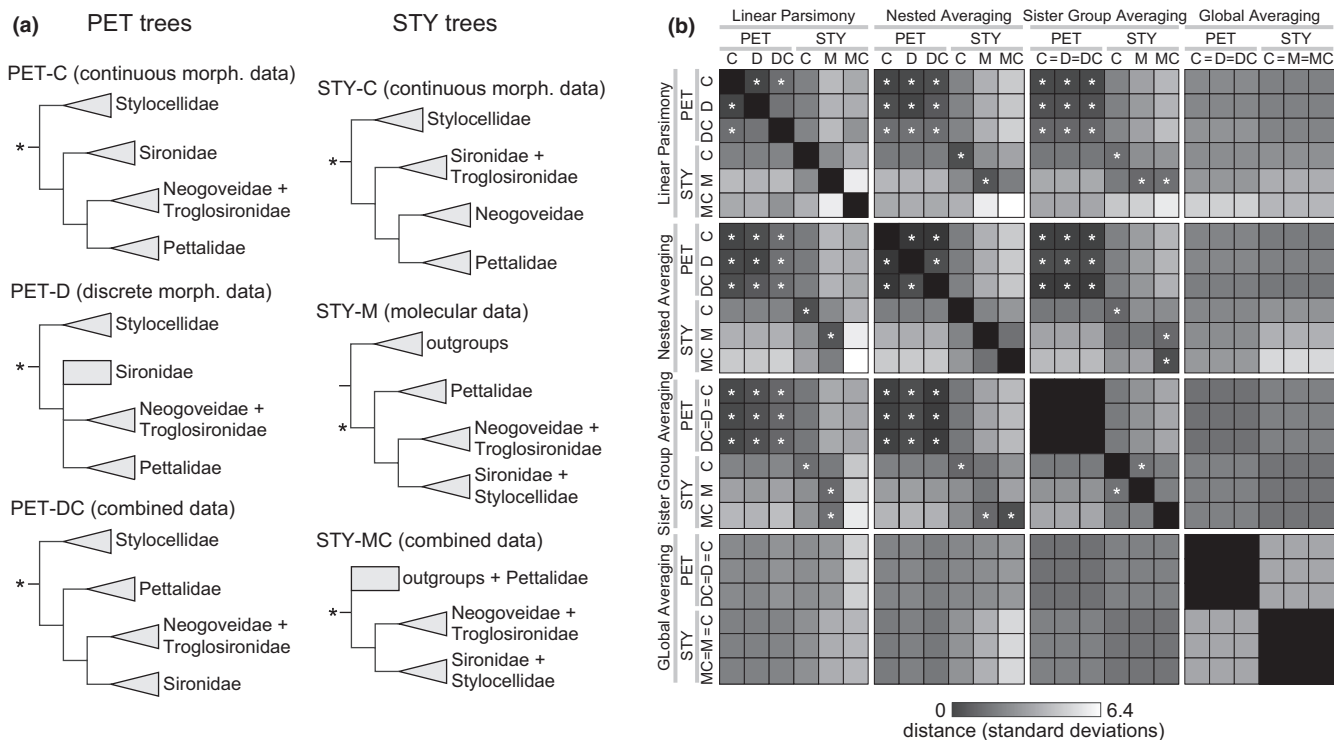 (a) PET trees STY trees
PET-C (continuous morph. data)
Stylocellidae
Sironidae
Neogoveidae +
Troglosironidae
Pettalidae
PET-D (discrete morph. data)
Stylocellidae
*
Sironidae
Neogoveidae +
Troglosironidae
Pettalidae
PET-DC (combined data)
Stylocellidae
*
Pettalidae
Neogoveidae +
Troglosironidae
Sironidae
STY-C (continuous morph. data)
Stylocellidae
*
Sironidae +
Troglosironidae
Neogoveidae
Pettalidae
STY-M (molecular data)
outgroups
Pettalidae
*
Neogoveidae +
Troglosironidae
Sironidae +
Stylocellidae
STY-MC (combined data)
outgroups + Pettalidae
*
Neogoveidae +
Troglosironidae
Sironidae +
Stylocellidae
(b)
Linear Parsimony Nested Averaging Sister Group Averaging Global Averaging
PET STY PET STY PET STY PET STY
C D DC C M MC C D DC C M MC C=D=DC C M MC C=D=DC C=M=MC
Linear Parsimony
PET
C
* * * * * * * *
D
* * * * * * *
DC
* * * * * * *
STY
C
* *
M
* * *
MC
Nested Averaging
PET
C
* * * * * * * *
D
* * * * * * * *
DC
* * * * * * * *
STY
C
* *
M
* *
MC
*
Sister Group Averaging
PET
DC=D=C
* * * * * *
* * * * * *
* * * * * *
STY
C
* * *
M
* *
MC
* * *
GLobal Averaging
PET
DC=D=C
STY
MC=M=C
0 6.4
distance (standard deviations)